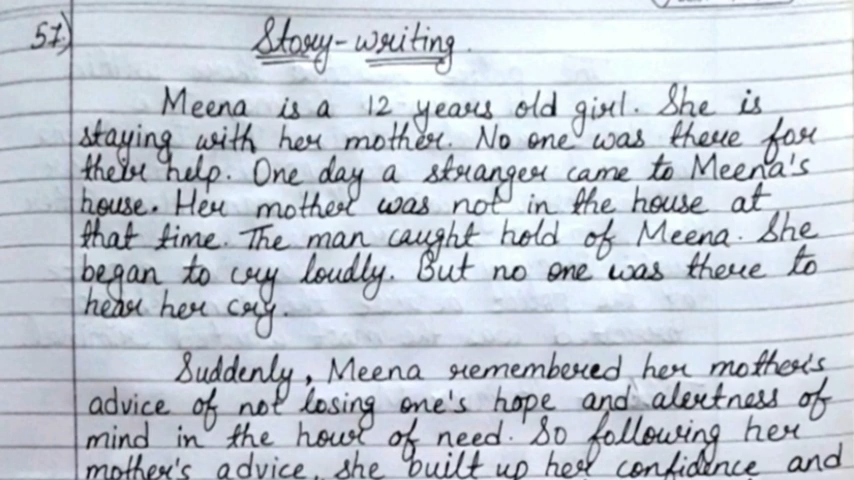 57)
Story-writing.
Meena is a 12 years old girl. She is
staying with her mother. No one was there for
their help. One day a stranger came to Meena's
house. Her mother was not in the house at
that time. The man caught hold of Meena. She
began to cry loudly. But no one was there to
hear her cry.
Suddenly, Meena remembered her mother's
advice of not losing one's hope and alertness of
mind in the hour of need. So following her
mother's advice, she built up her confidence and